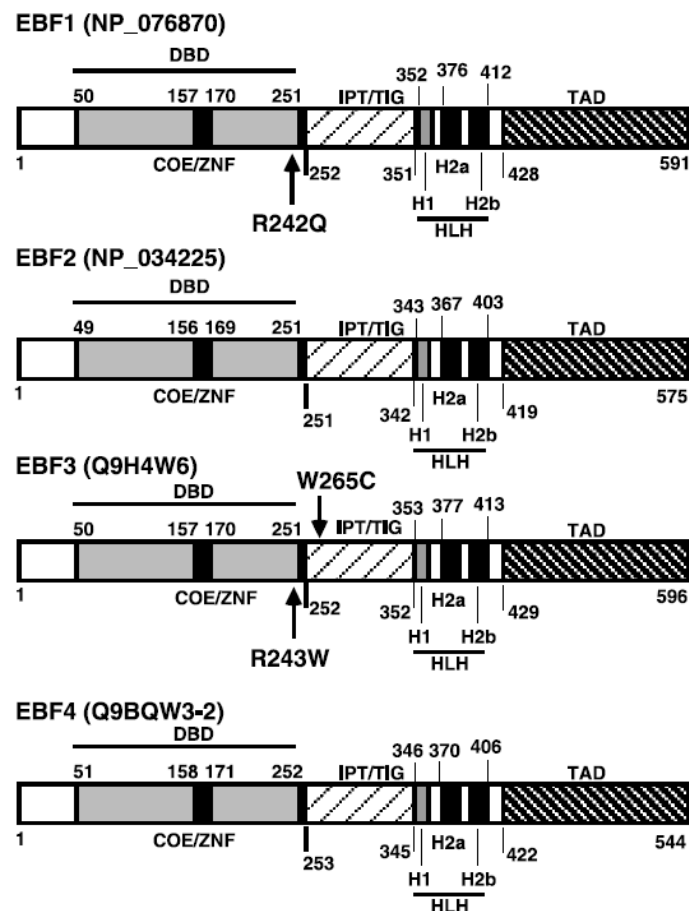 EBF1 (NP_076870)
DBD
352 376 412
50 157 170 251 IPT/TIG TAD
1 COE/ZNF 252 351 H2a 428 591
R242Q H1 H2b
HLH
EBF2 (NP_034225)
DBD
343 367 403
49 156 169 251 IPT/TIG TAD
1 COE/ZNF 251 342 H2a 419 575
H1 H2b
HLH
EBF3 (Q9H4W6)
W265C
DBD
353 377 413
50 157 170 251 IPT/TIG TAD
1 COE/ZNF 252 352 H2a 429 596
R243W H1 H2b
HLH
EBF4 (Q9BQW3-2)
DBD
346 370 406
51 158 171 252 IPT/TIG TAD
1 COE/ZNF 253 345 H2a 422 544
H1 H2b
HLH